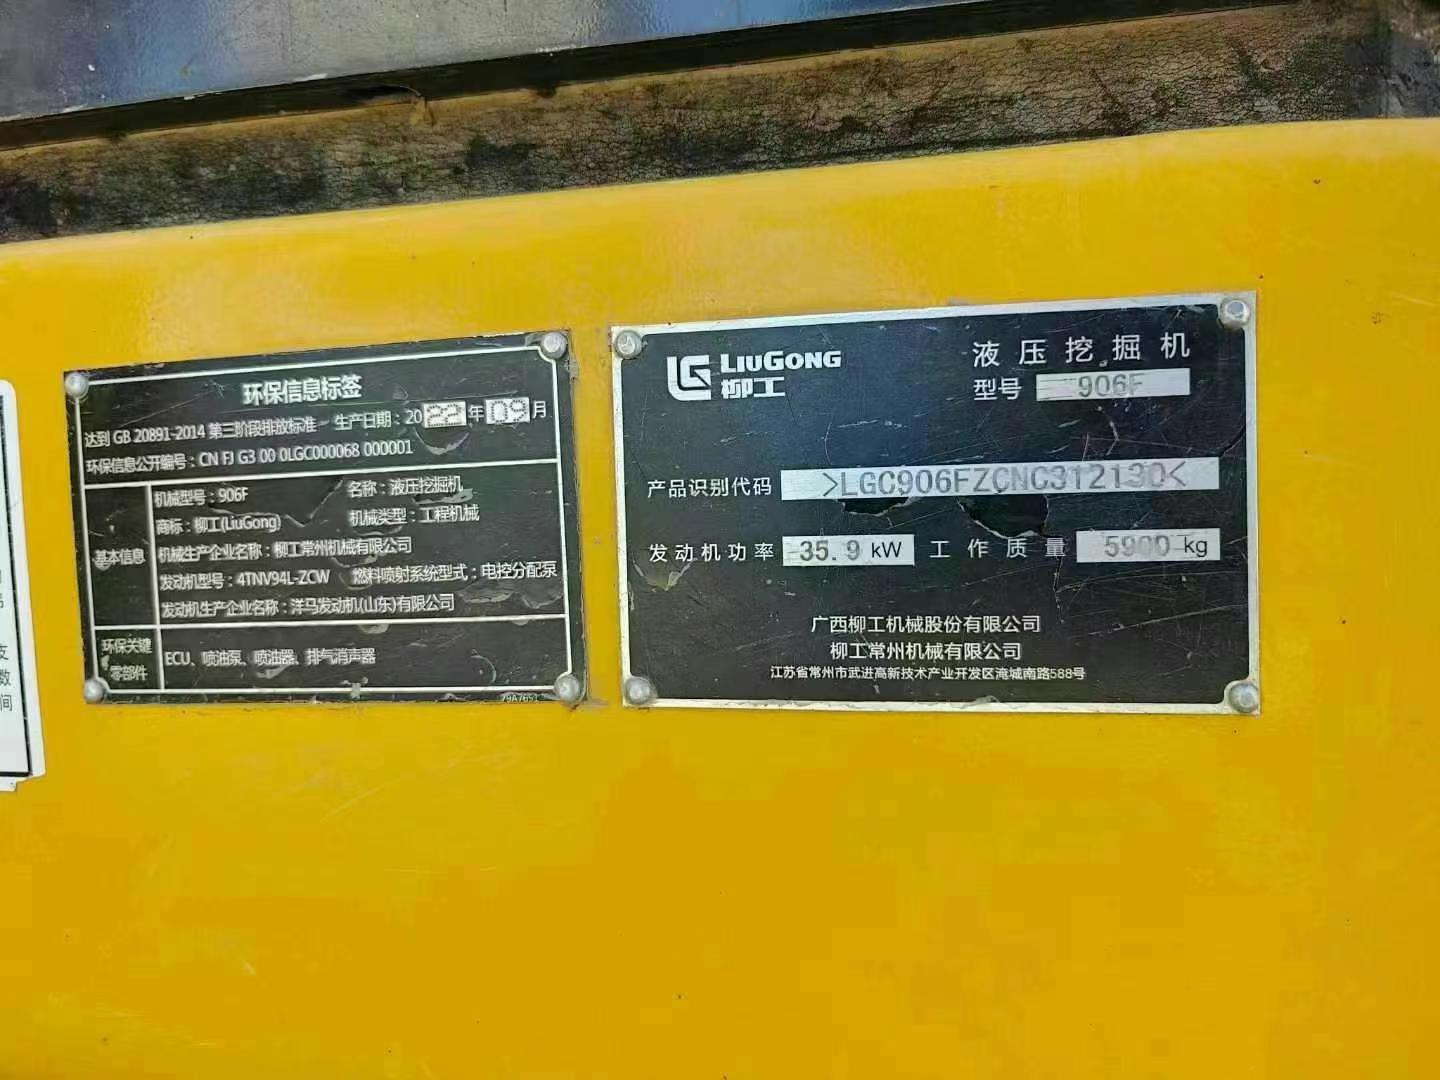 环保信息标签
达到 GB 20891-2014 第三阶段排放标准 生产日期: 2022年09月
环保信息公开编号: CN FJ G3 00 0LGC000068 000001
基本信息
机械型号: 906F 名称: 液压挖掘机
商标: 柳工(LiuGong) 机械类型: 工程机械
机械生产企业名称: 柳工常州机械有限公司
发动机型号: 4TNV94L-ZCW 燃料喷射系统型式: 电控分配泵
发动机生产企业名称: 洋马发动机(山东)有限公司
环保关键
零部件
ECU、喷油泵、喷油器、排气消声器
LIUGONG
柳工
液压挖掘机
型号 906F
产品识别代码 >LGC906FZCNC312130<
发动机功率 35.9 kW 工作质量 5900 kg
广西柳工机械股份有限公司
柳工常州机械有限公司
江苏省常州市武进高新技术产业开发区淹城南路588号
支
数
间